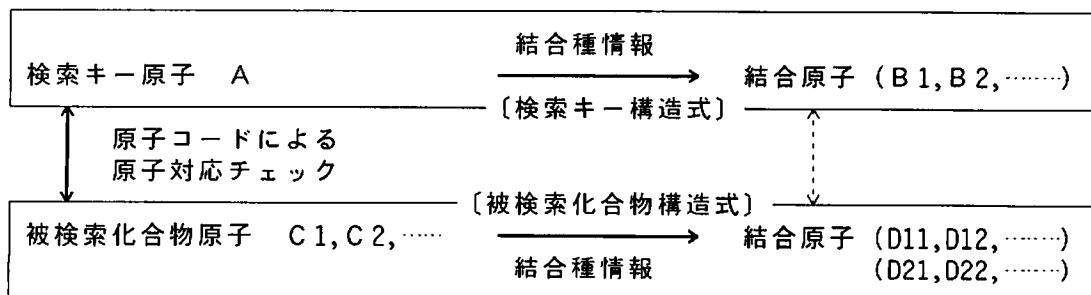 結合種情報
検索キー原子 A
結合原子 (B1,B2,·······)
〔検索キー構造式〕
原子コードによる
原子対応チェック
〔被検索化合物構造式〕
被検索化合物原子 C1,C2,······
結合原子 (D11,D12,·······)
結合種情報
(D21,D22,·······)